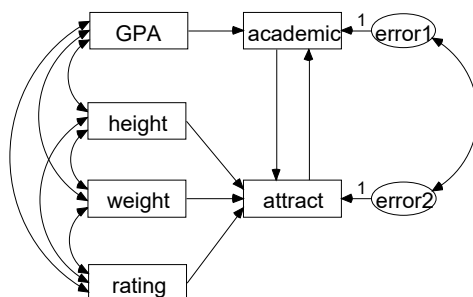 GPA
academic
1
error1
height
weight
attract
1
error2
rating